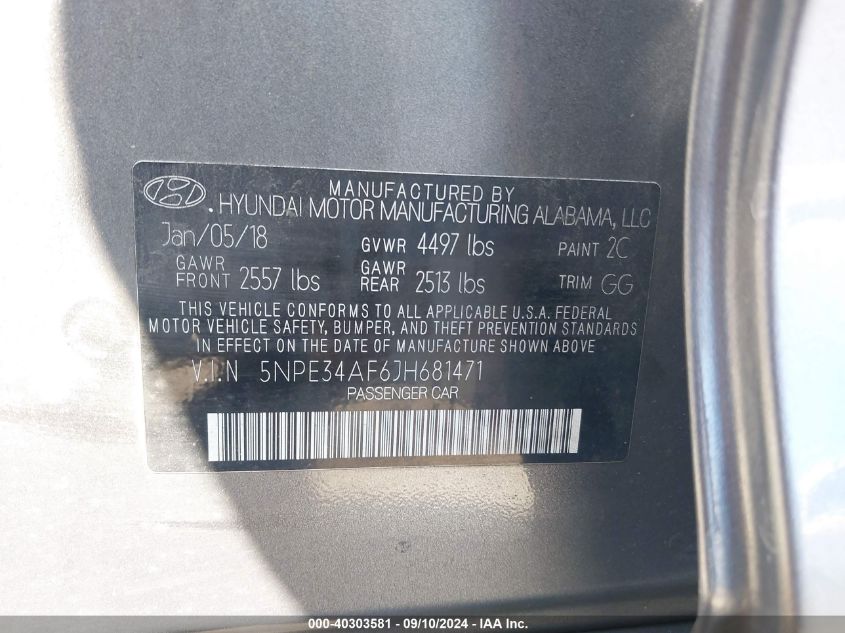 MANUFACTURED BY
. HYUNDAI MOTOR MANUFACTURING ALABAMA, LLC
Jan/05/18 GVWR 4497 lbs PAINT 2C
GAWR FRONT 2557 lbs GAWR REAR 2513 lbs TRIM GG
THIS VEHICLE CONFORMS TO ALL APPLICABLE U.S.A. FEDERAL
MOTOR VEHICLE SAFETY, BUMPER, AND THEFT PREVENTION STANDARDS
IN EFFECT ON THE DATE OF MANUFACTURE SHOWN ABOVE
V.I.N 5NPE34AF6JH681471
PASSENGER CAR
000-40303581 - 09/10/2024 - IAA Inc.